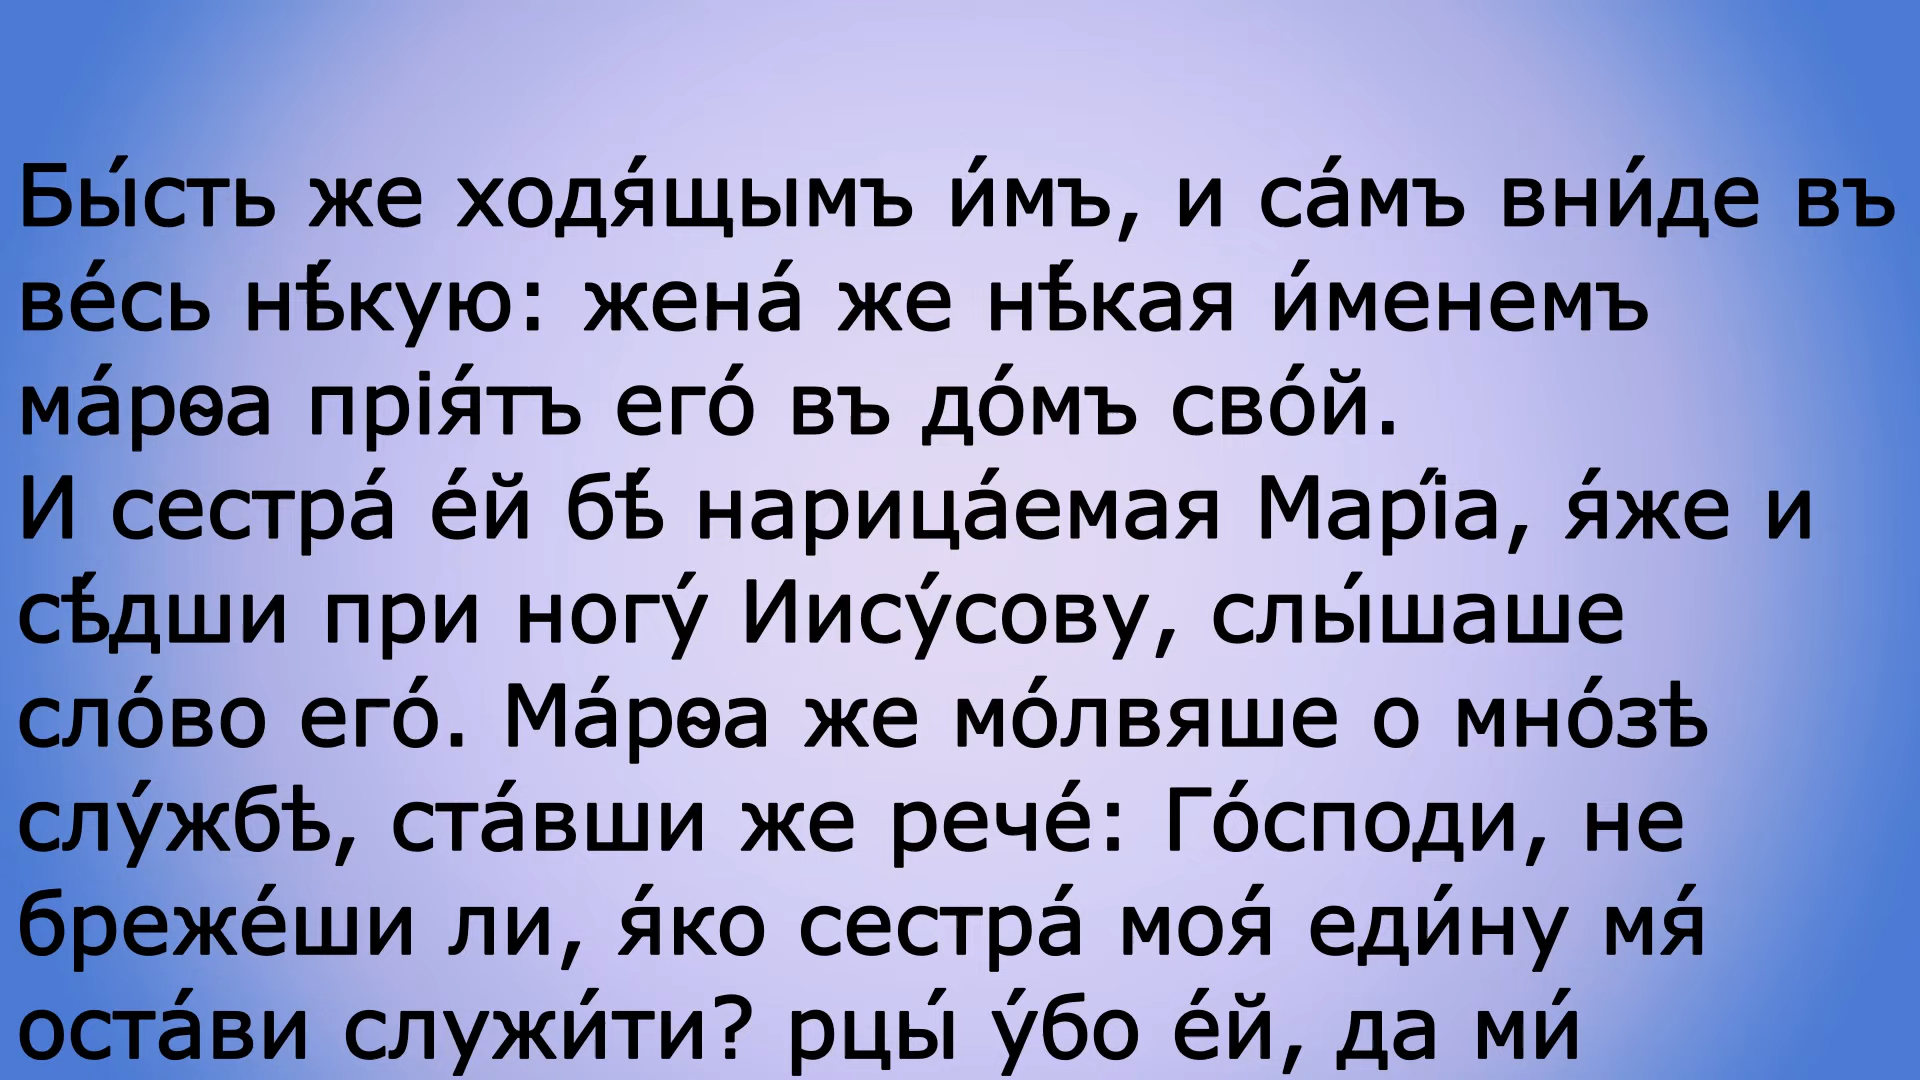 Бы́сть же ходя́щымъ и́мъ, и са́мъ вни́де въ
ве́сь нѣ́кую: жена́ же нѣ́кая и́менемъ
ма́рѳа прія́тъ его́ въ до́мъ сво́й.
И сестра́ е́й бѣ́ нарица́емая Марі́а, я́же и
сѣ́дши при ногу́ Иису́сову, слы́шаше
сло́во его́. Ма́рѳа же мо́лвяше о мно́зѣ
слу́жбѣ, ста́вши же рече́: Го́споди, не
бреже́ши ли, я́ко сестра́ моя́ еди́ну мя́
оста́ви служи́ти? рцы́ у́бо е́й, да ми́